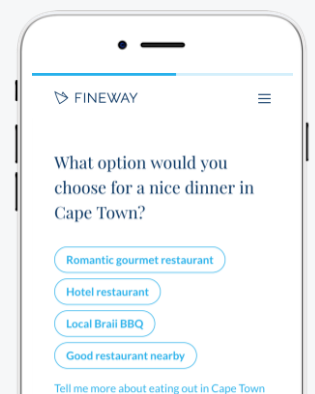 FINEWAY
What option would you
choose for a nice dinner in
Cape Town?
Romantic gourmet restaurant
Hotel restaurant
Local Braii BBQ
Good restaurant nearby
Tell me more about eating out in Cape Town